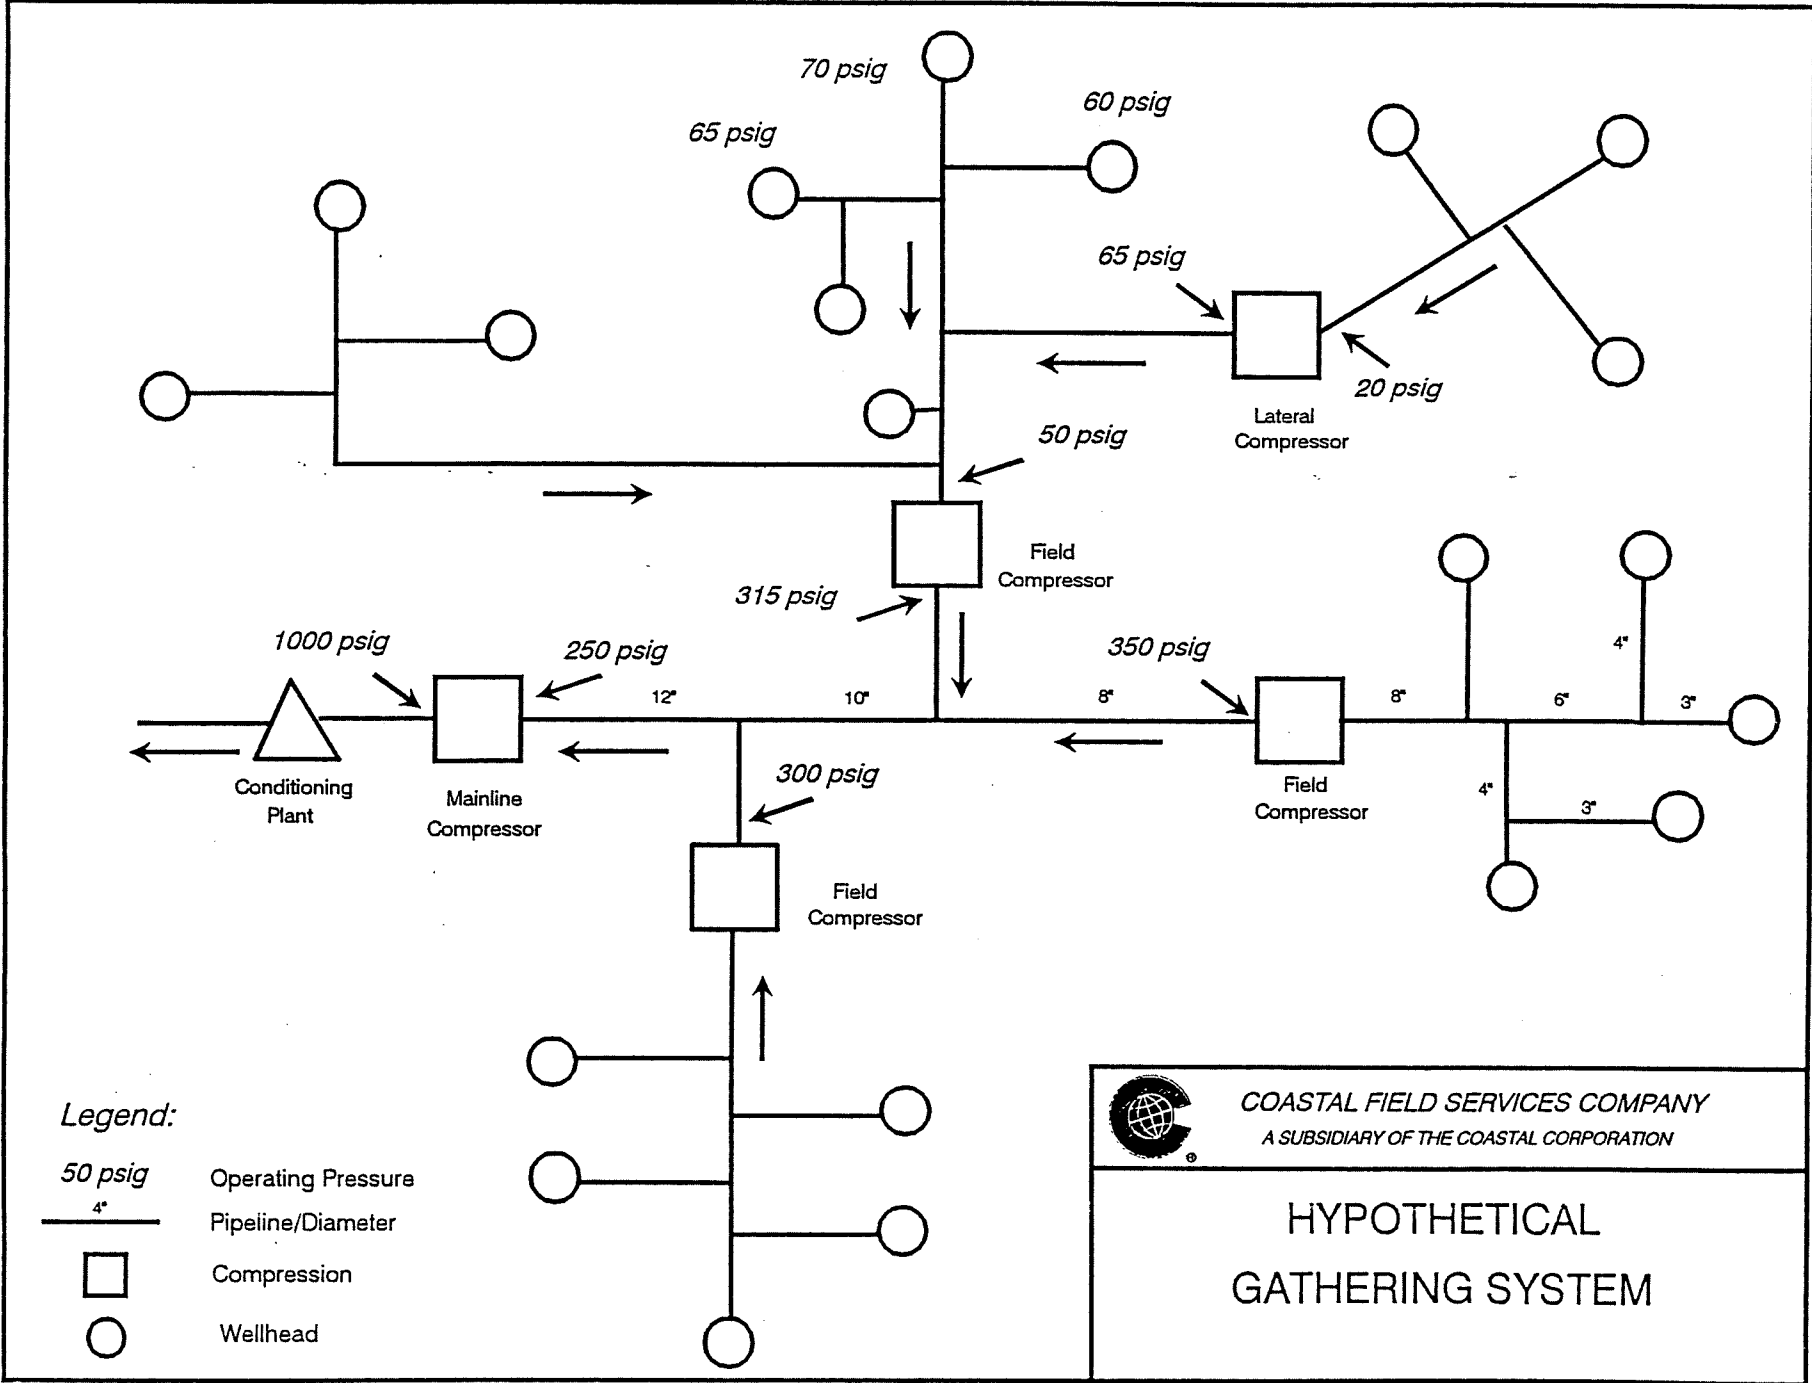 70 psig
60 psig
65 psig
65 psig
20 psig
Lateral
Compressor
50 psig
Field
Compressor
315 psig
1000 psig
250 psig
350 psig
4"
12"
10"
8"
8"
6"
3"
Conditioning
Plant
Mainline
Compressor
300 psig
Field
Compressor
4"
3"
Field
Compressor
Legend:
50 psig
Operating Pressure
4"
Pipeline/Diameter
Compression
Wellhead
COASTAL FIELD SERVICES COMPANY
A SUBSIDIARY OF THE COASTAL CORPORATION
®
HYPOTHETICAL
GATHERING SYSTEM